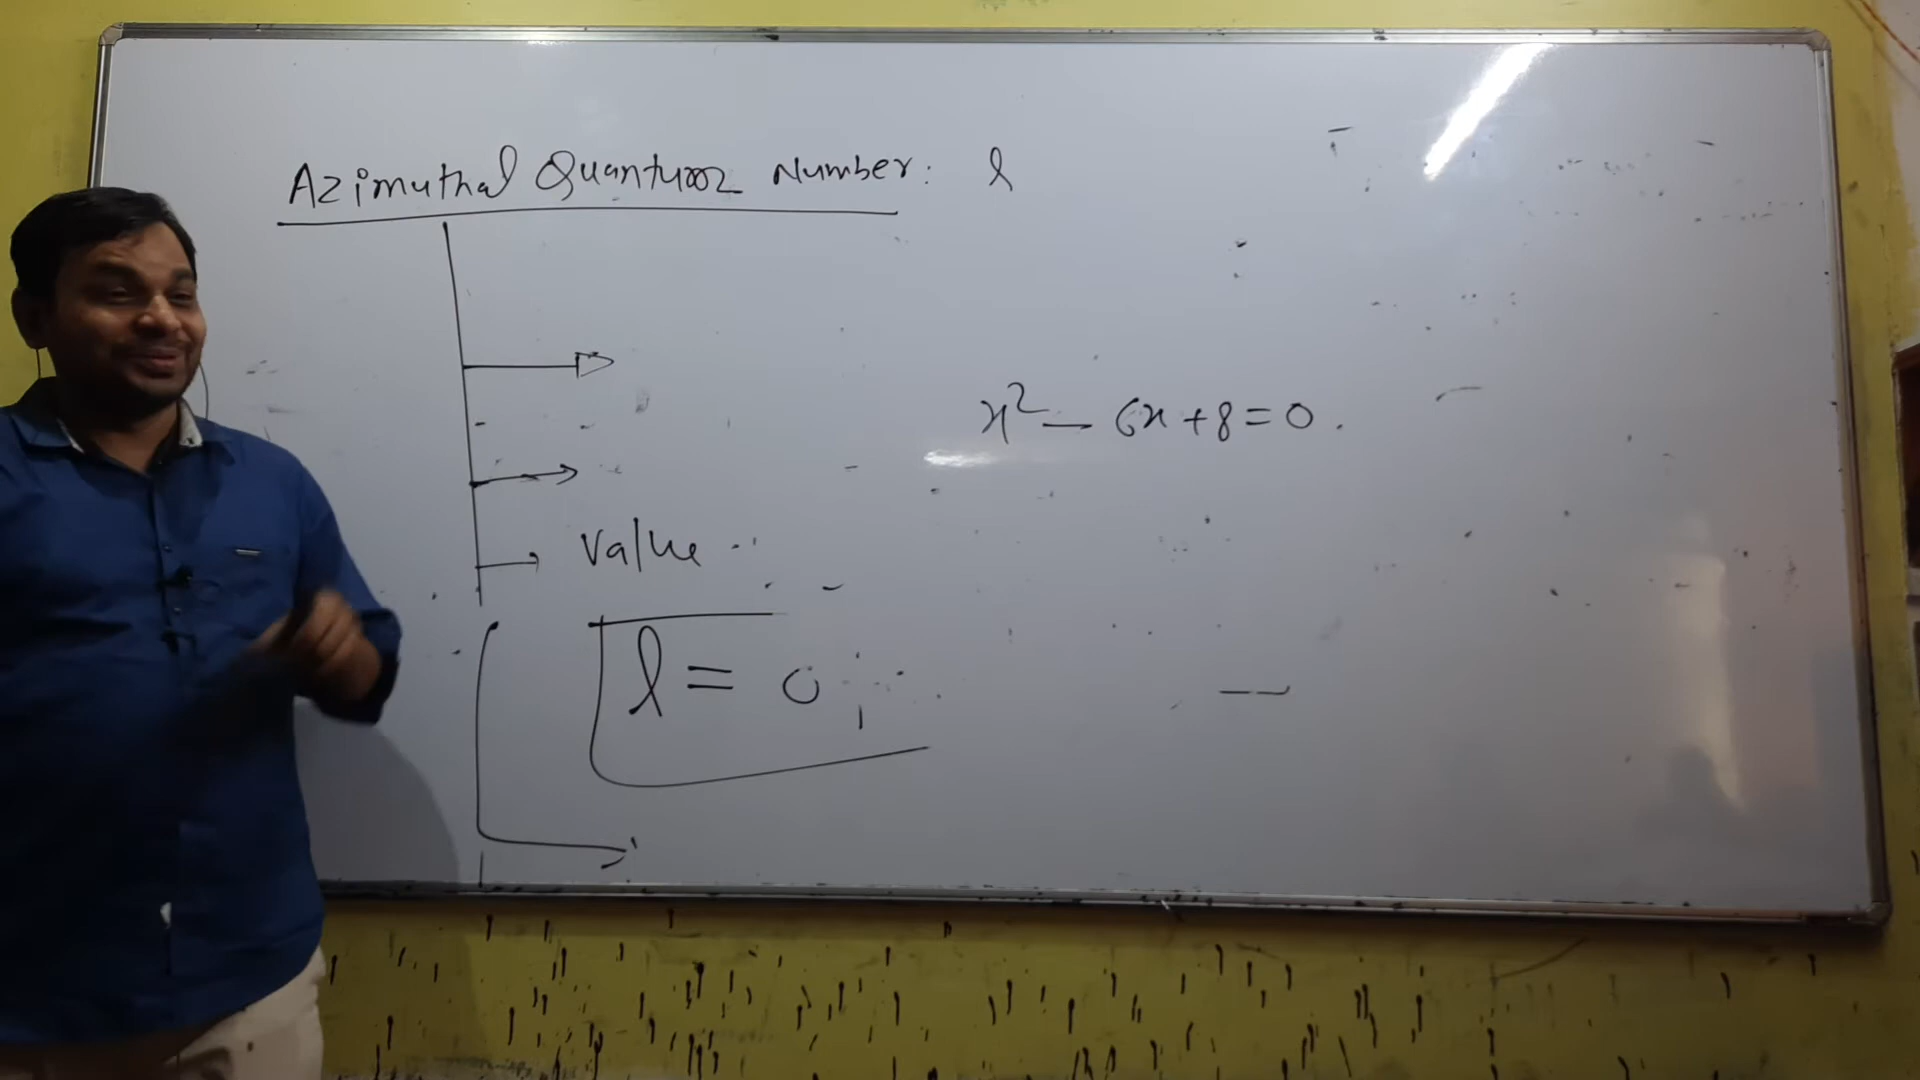 Azimuthal Quantum Number: l
x² - 6x + 8 = 0.
Value
l = 0,